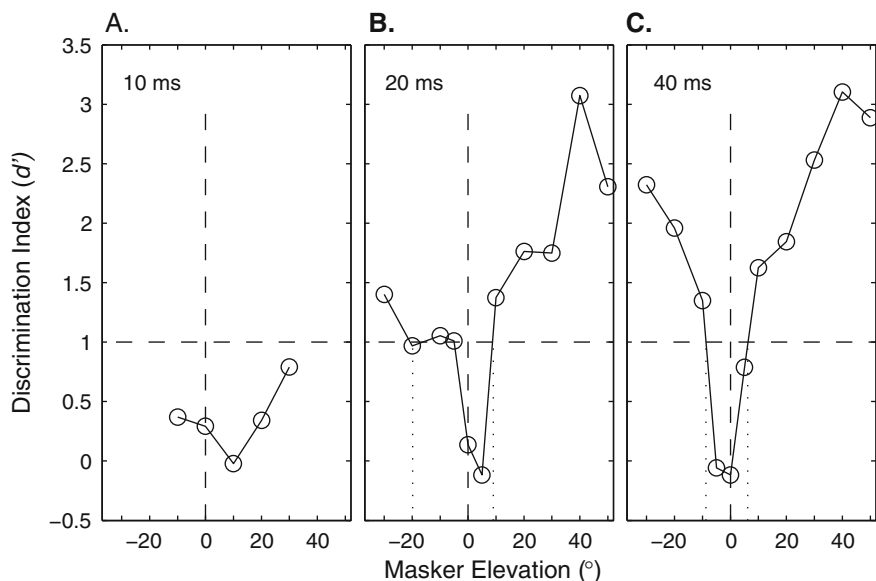 A.
B.
C.
10 ms
20 ms
40 ms
3.5
3
2.5
2
1.5
1
0.5
0
−0.5
Discrimination Index (d')
−20 0 20 40
−20 0 20 40
−20 0 20 40
Masker Elevation (°)